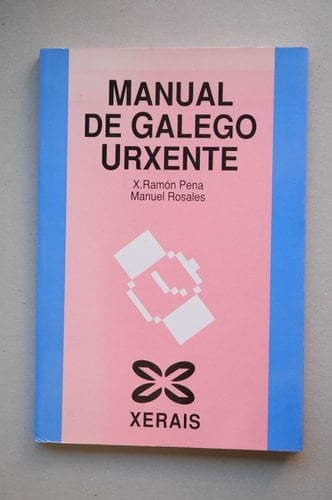 MANUAL
DE GALEGO
URXENTE
X.Ramón Pena
Manuel Rosales
XERAIS